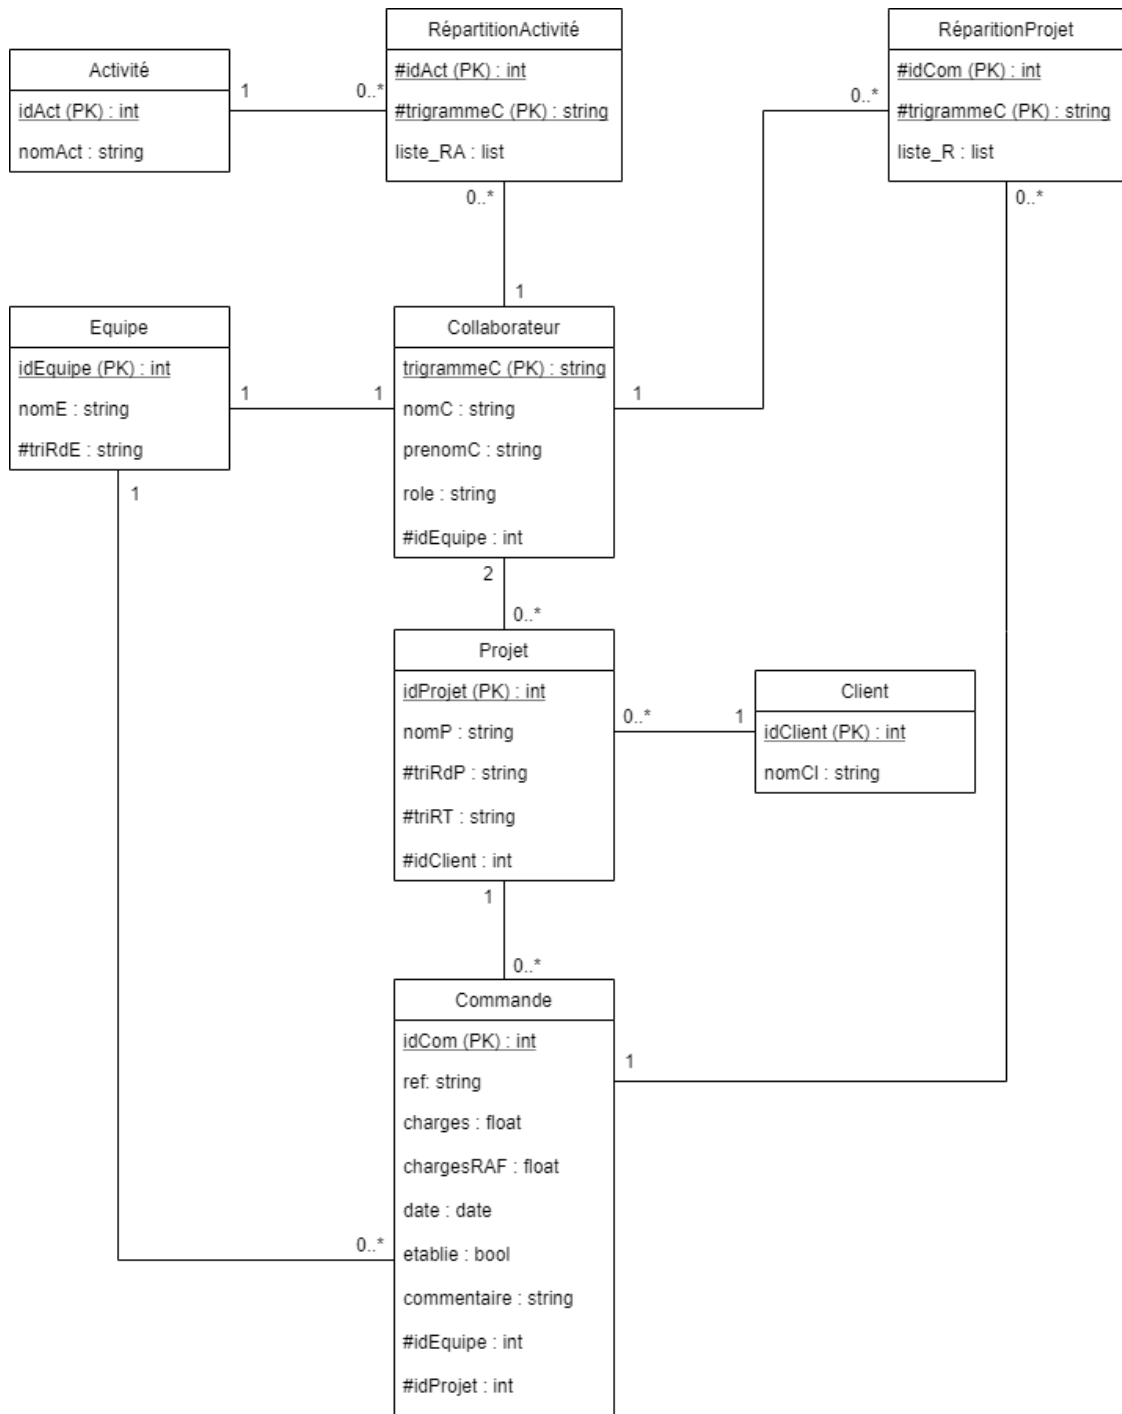 RépartitionActivité
#idAct (PK) : int
#trigrammeC (PK) : string
liste_RA : list
RéparitionProjet
#idCom (PK) : int
#trigrammeC (PK) : string
liste_R : list
Activité
idAct (PK) : int
nomAct : string
1
0..*
0..*
0..*
0..*
1
Equipe
idEquipe (PK) : int
nomE : string
#triRdE : string
1
1
1
Collaborateur
trigrammeC (PK) : string
nomC : string
prenomC : string
role : string
#idEquipe : int
1
2
0..*
Projet
idProjet (PK) : int
nomP : string
#triRdP : string
#triRT : string
#idClient : int
0..*
1
Client
idClient (PK) : int
nomCl : string
1
0..*
Commande
idCom (PK) : int
ref: string
charges : float
chargesRAF : float
date : date
etablie : bool
commentaire : string
#idEquipe : int
#idProjet : int
1
0..*